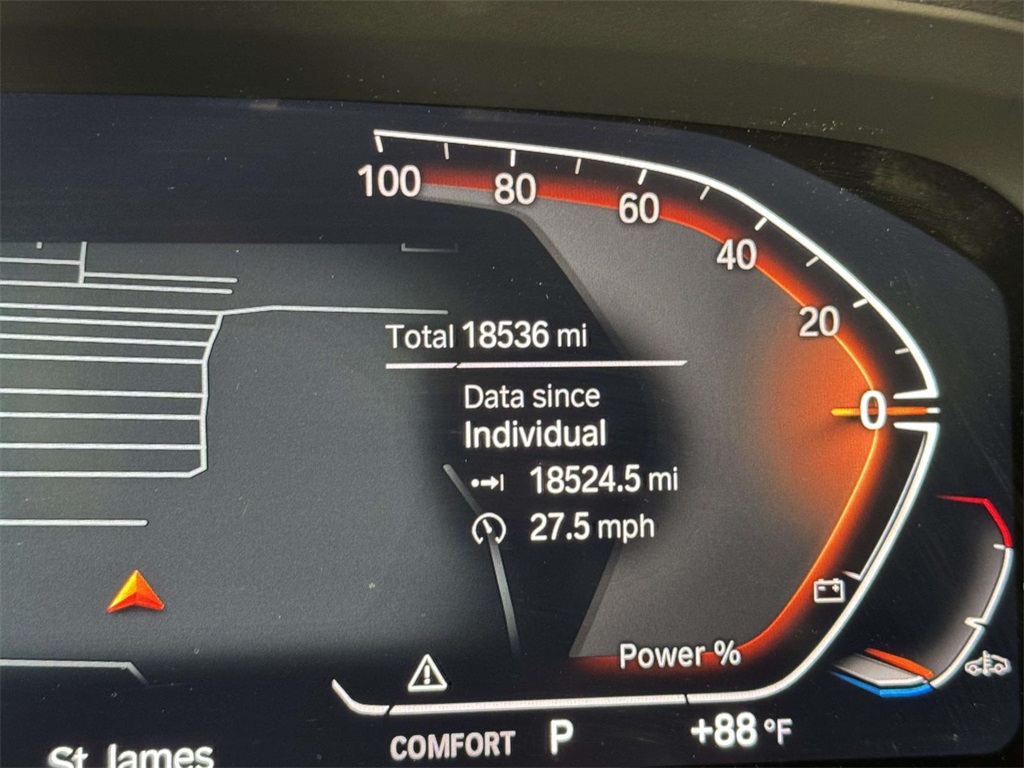 100
80
60
40
20
0
Total 18536 mi
Data since
Individual
18524.5 mi
27.5 mph
Power %
COMFORT P +88 °F
St James